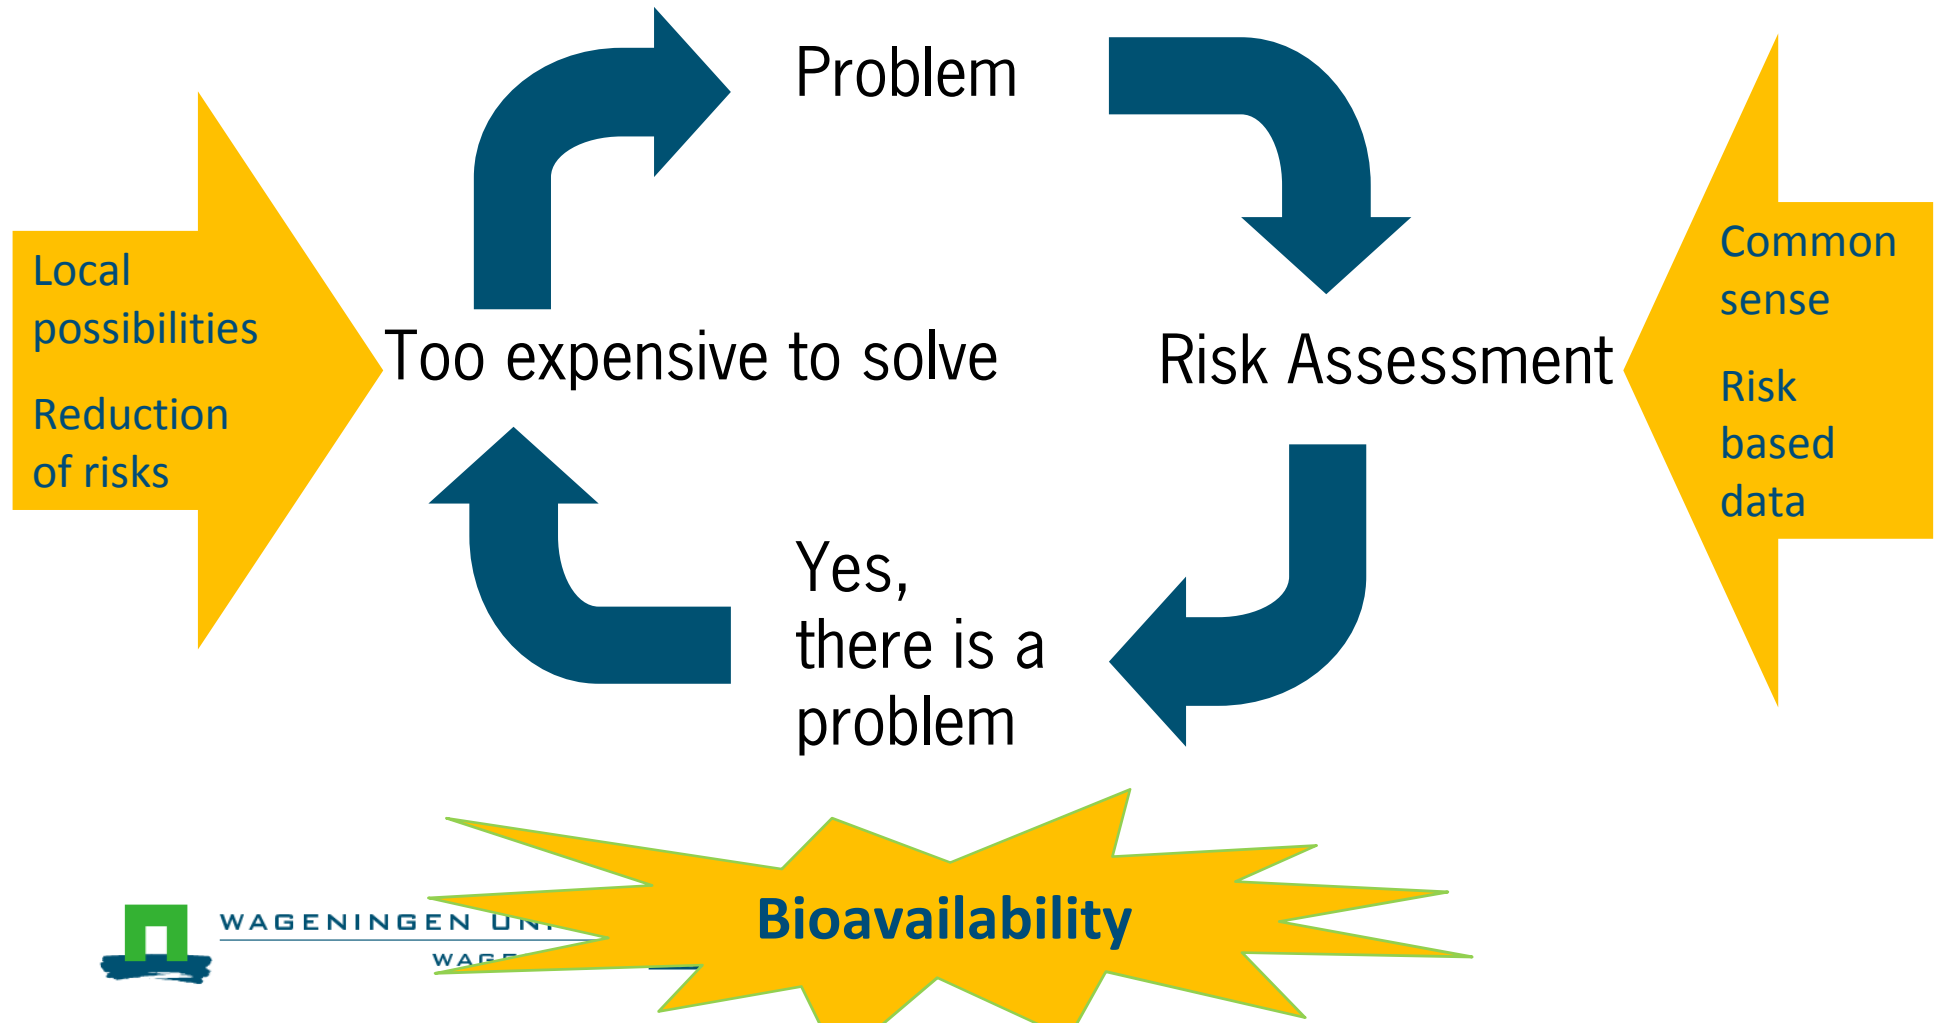 Problem
Local
possibilities
Reduction
of risks
Too expensive to solve
Risk Assessment
Common
sense
Risk
based
data
Yes,
there is a
problem
Bioavailability
WAGENINGEN